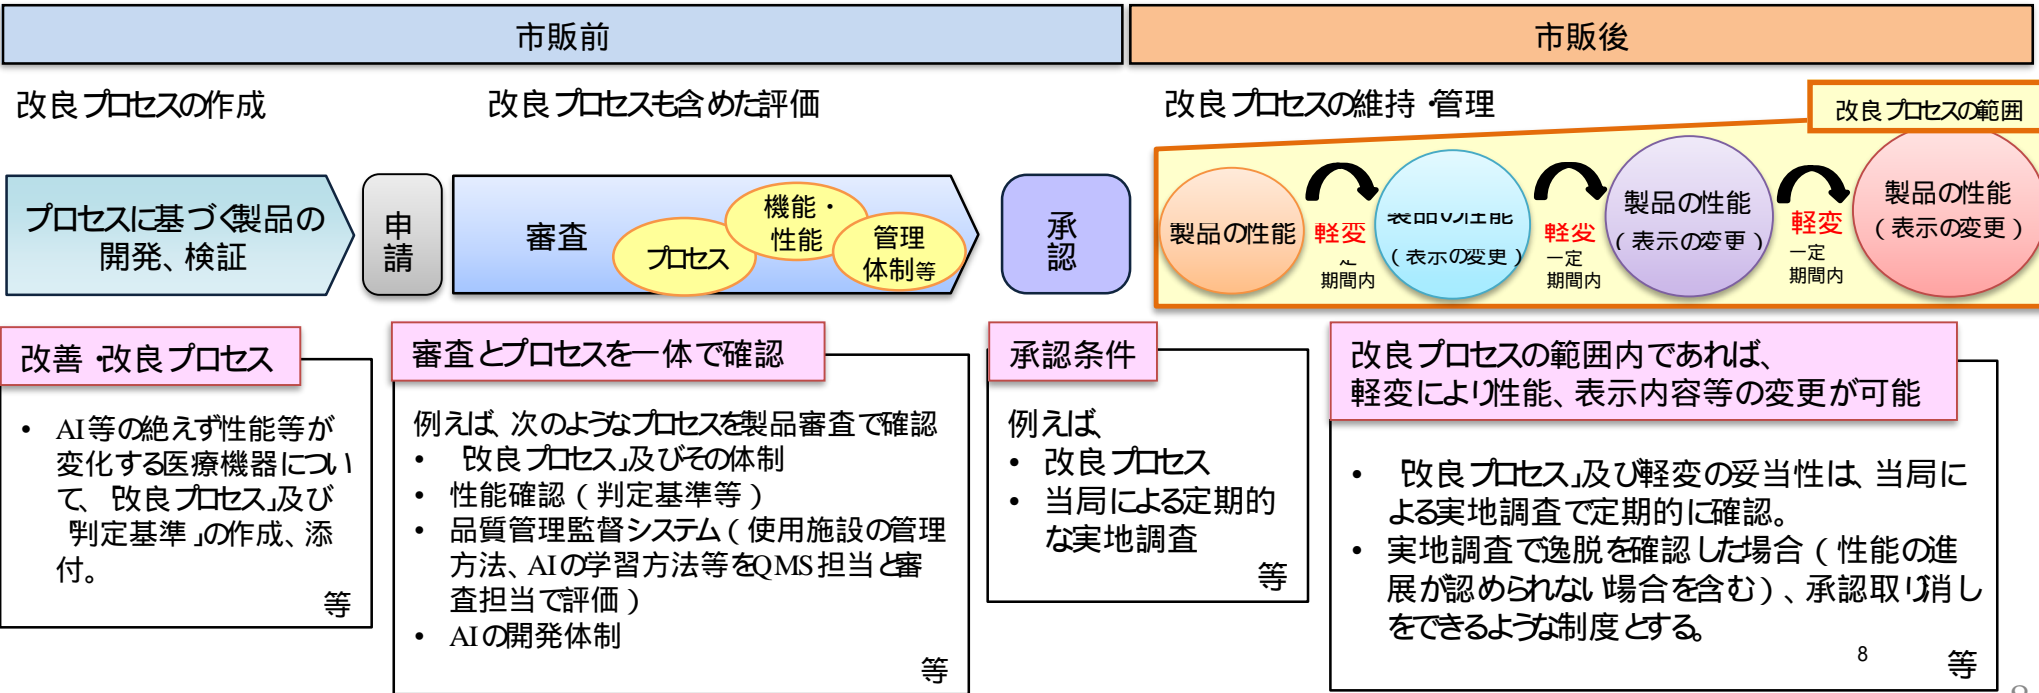 市販前
市販後
改良プロセスの作成
改良プロセスも含めた評価
改良プロセスの維持・管理
改良プロセスの範囲
プロセスに基づく製品の
開発、検証
申
請
審査
プロセス
機能・
性能
管理
体制等
承
認
製品の性能
軽変
定
期間内
製品の性能
(表示の変更)
軽変
一定
期間内
製品の性能
(表示の変更)
軽変
一定
期間内
製品の性能
(表示の変更)
改善・改良プロセス
• AI等の絶えず性能等が
変化する医療機器につい
て、「改良プロセス」及び
「判定基準」の作成、添
付。
等
審査とプロセスを一体で確認
例えば、次のようなプロセスを製品審査で確認
• 「改良プロセス」及びその体制
• 性能確認(判定基準等)
• 品質管理監督システム(使用施設の管理
方法、AIの学習方法等をQMS担当と審
査担当で評価)
• AIの開発体制
等
承認条件
例えば、
• 改良プロセス
• 当局による定期的
な実地調査
等
改良プロセスの範囲内であれば、
軽変により性能、表示内容等の変更が可能
• 「改良プロセス」及び軽変の妥当性は、当局に
よる実地調査で定期的に確認。
• 実地調査で逸脱を確認した場合(性能の進
展が認められない場合を含む)、承認取り消し
をできるような制度とする。
8
等